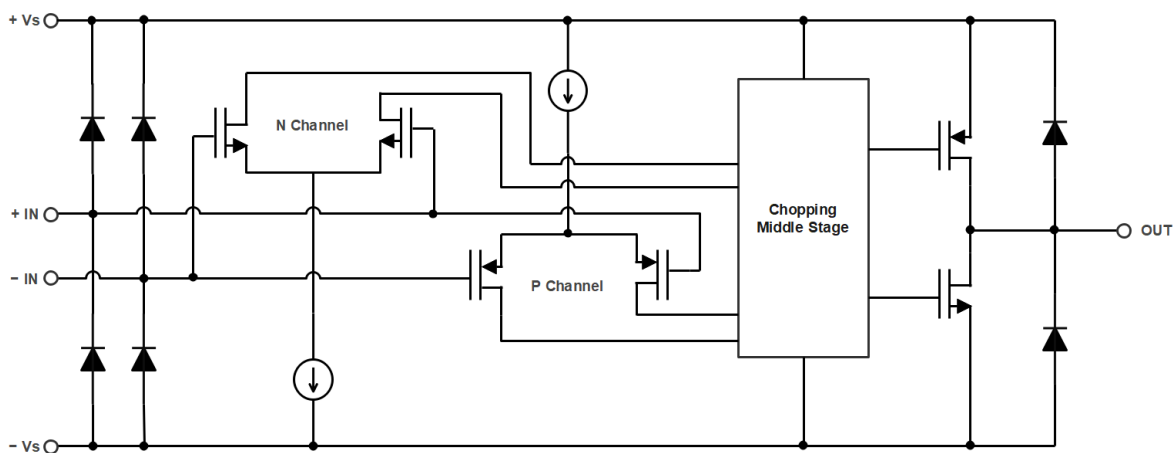 + Vs
N Channel
+ IN
Chopping
Middle Stage
OUT
− IN
P Channel
− Vs